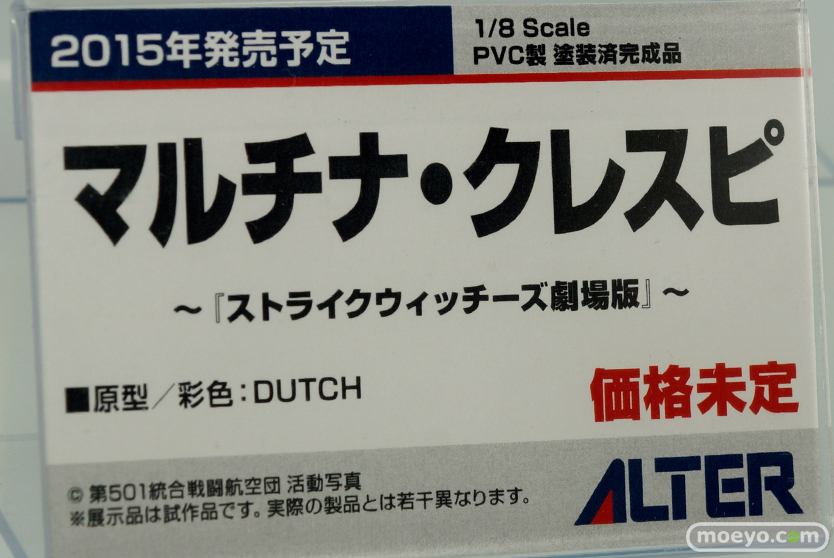 2015年発売予定
1/8 Scale
PVC製 塗装済完成品
マルチナ・クレスピ
～『ストライクウィッチーズ劇場版』～
■原型／彩色：DUTCH
価格未定
© 第501統合戦闘航空団 活動写真
※展示品は試作品です。実際の製品とは若干異なります。
ALTER
moeyo.com